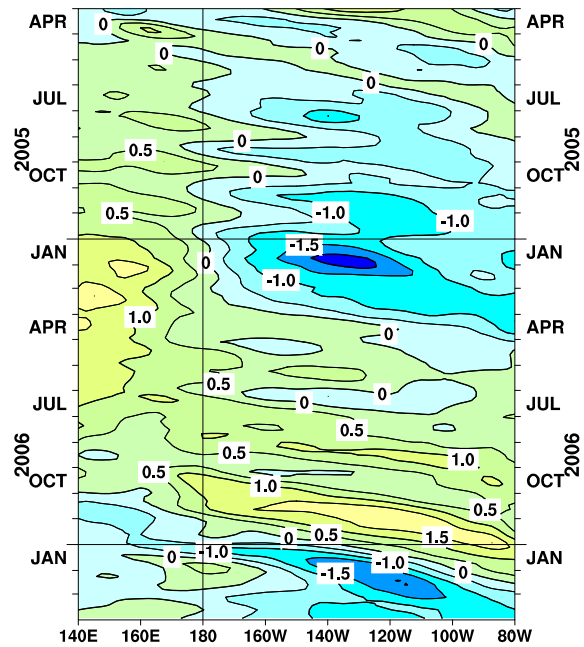 APR 0 0 0 APR
0
0
JUL JUL
2005 0 2005
0.5 0
OCT 0 OCT
0.5 -1.0 -1.0
-1.5
JAN 0 JAN
-1.0
1.0
APR 0 APR
0.5 0
JUL 0 JUL
0.5
0.5 1.0
2006 0.5 2006
OCT 1.0 OCT
0.5
0 0.5 1.5
JAN 0 -1.0 -1.0 JAN
-1.5 0
140E 160E 180 160W 140W 120W 100W 80W